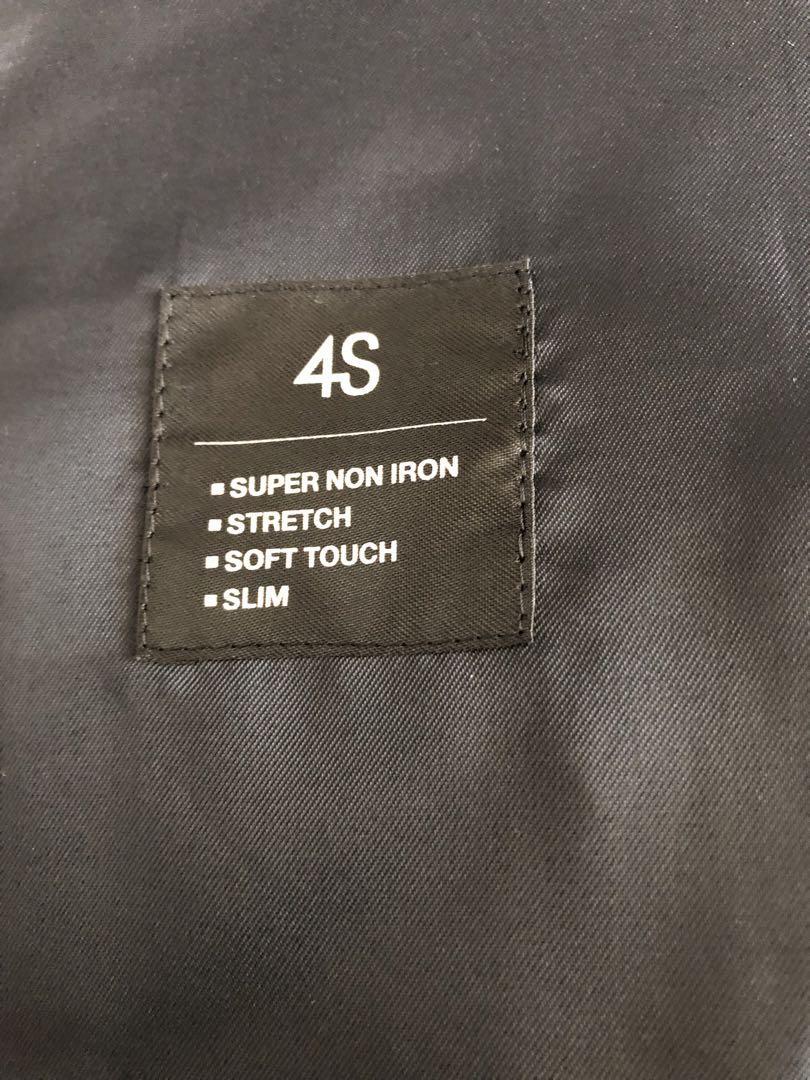 4S
▪SUPER NON IRON
▪STRETCH
▪SOFT TOUCH
▪SLIM